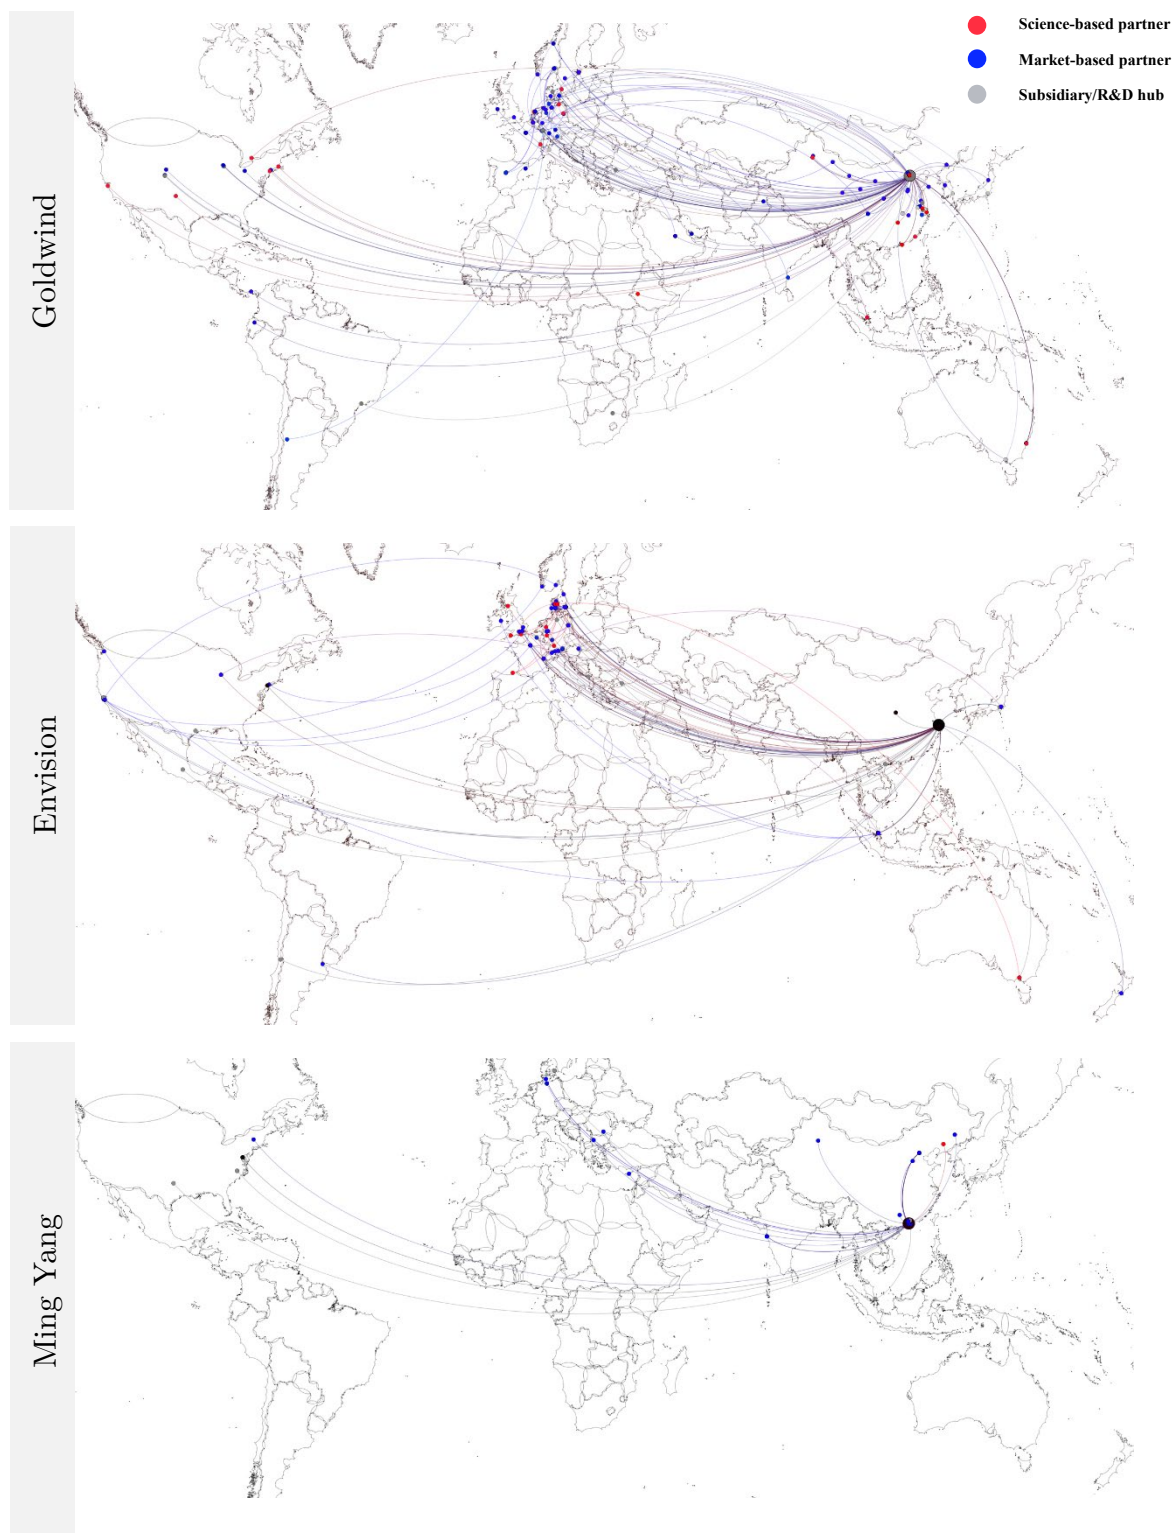 Science-based partner
Market-based partner
Subsidiary/R&D hub
Goldwind
Envision
Ming Yang